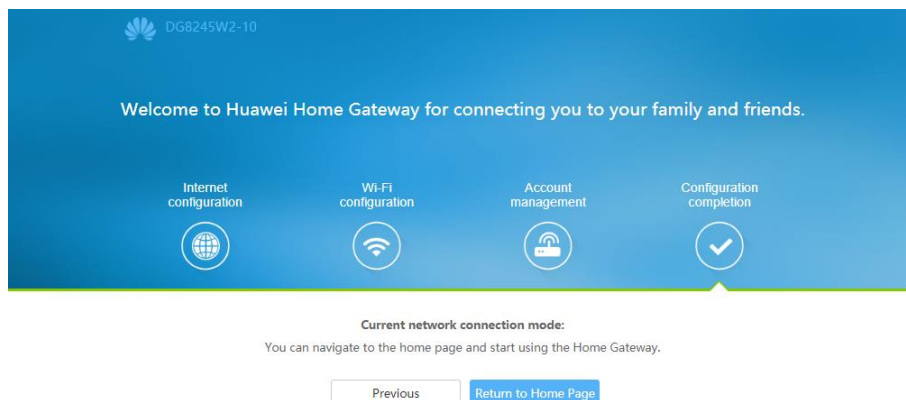 DG8245W2-10
Welcome to Huawei Home Gateway for connecting you to your family and friends.
Internet
configuration
Wi-Fi
configuration
Account
management
Configuration
completion
Current network connection mode:
You can navigate to the home page and start using the Home Gateway.
Previous
Return to Home Page